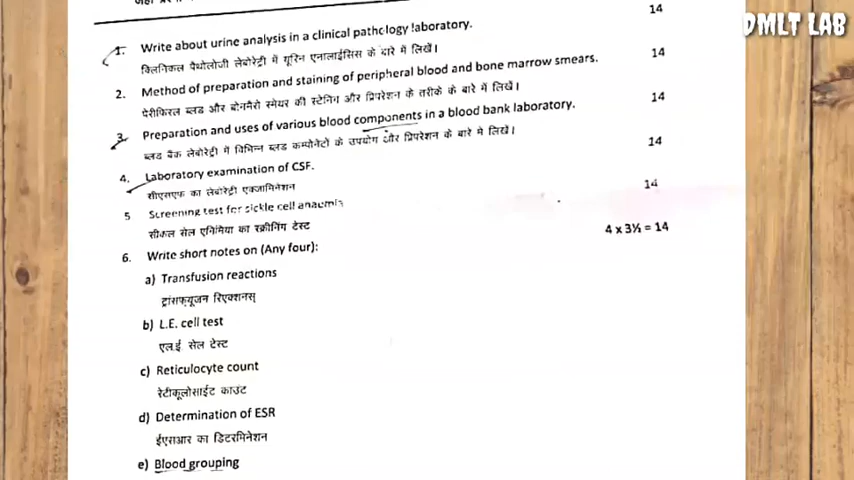 14
DMLT LAB
1. Write about urine analysis in a clinical pathology laboratory.
क्लिनिकल पैथोलोजी लेबोरेट्री में यूरिन एनालाईसिस के बारे में लिखें।
14
2. Method of preparation and staining of peripheral blood and bone marrow smears.
पेरीफिरल ब्लड और बोनमैरो स्मेयर की स्टेनिंग और प्रिपरेशन के तरीके के बारे में लिखें।
14
3. Preparation and uses of various blood components in a blood bank laboratory.
ब्लड बैंक लेबोरेट्री में विभिन्न ब्लड कम्पोनेंटो के उपयोग और प्रिपरेशन के बारे में लिखें।
14
4. Laboratory examination of CSF.
सीएसएफ का लेबोरेट्री एक्जामिनेशन
14
5 Screening test for sickle cell anaemia
सीकल सेल एनिमिया का स्क्रीनिंग टेस्ट
6. Write short notes on (Any four):
4 x 3½ = 14
a) Transfusion reactions
ट्रांसफ्यूजन रिएक्शनस्
b) L.E. cell test
एल.ई. सेल टेस्ट
c) Reticulocyte count
रेटीकूलोसाईट काउंट
d) Determination of ESR
ईएसआर का डिटरमिनेशन
e) Blood grouping